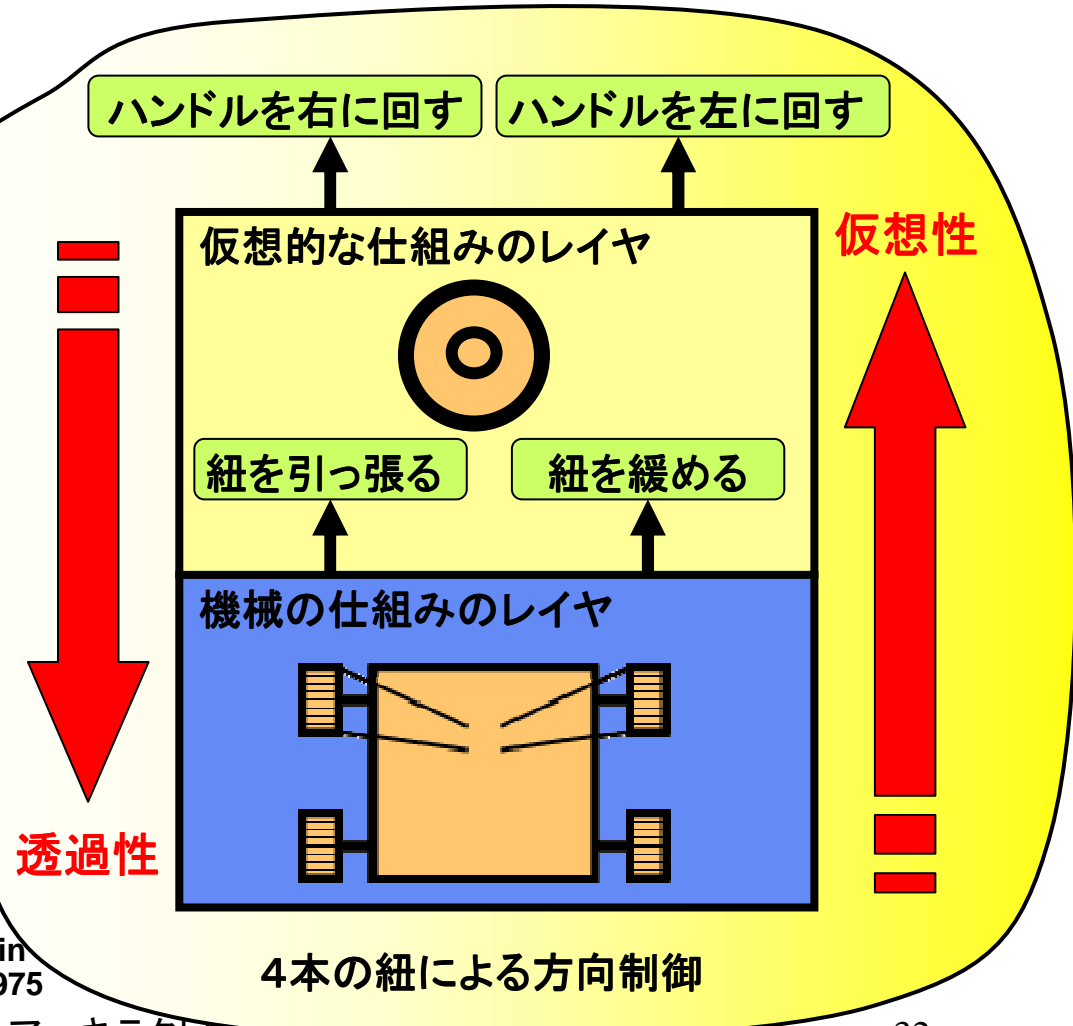 ハンドルを右に回す
ハンドルを左に回す
仮想的な仕組みのレイヤ
仮想性
紐を引っ張る
紐を緩める
機械の仕組みのレイヤ
透過性
in
975
4本の紐による方向制御